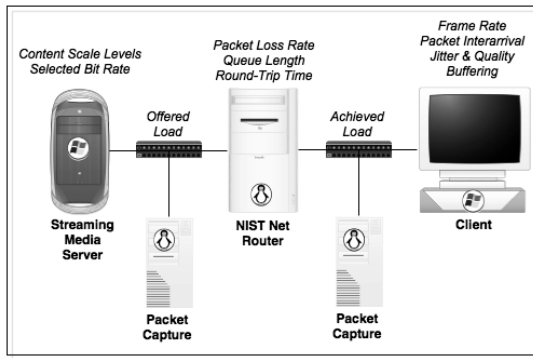 Content Scale Levels
Selected Bit Rate
Packet Loss Rate
Queue Length
Round-Trip Time
Frame Rate
Packet Interarrival
Jitter & Quality
Buffering
Offered
Load
Achieved
Load
Streaming
Media
Server
NIST Net
Router
Client
Packet
Capture
Packet
Capture